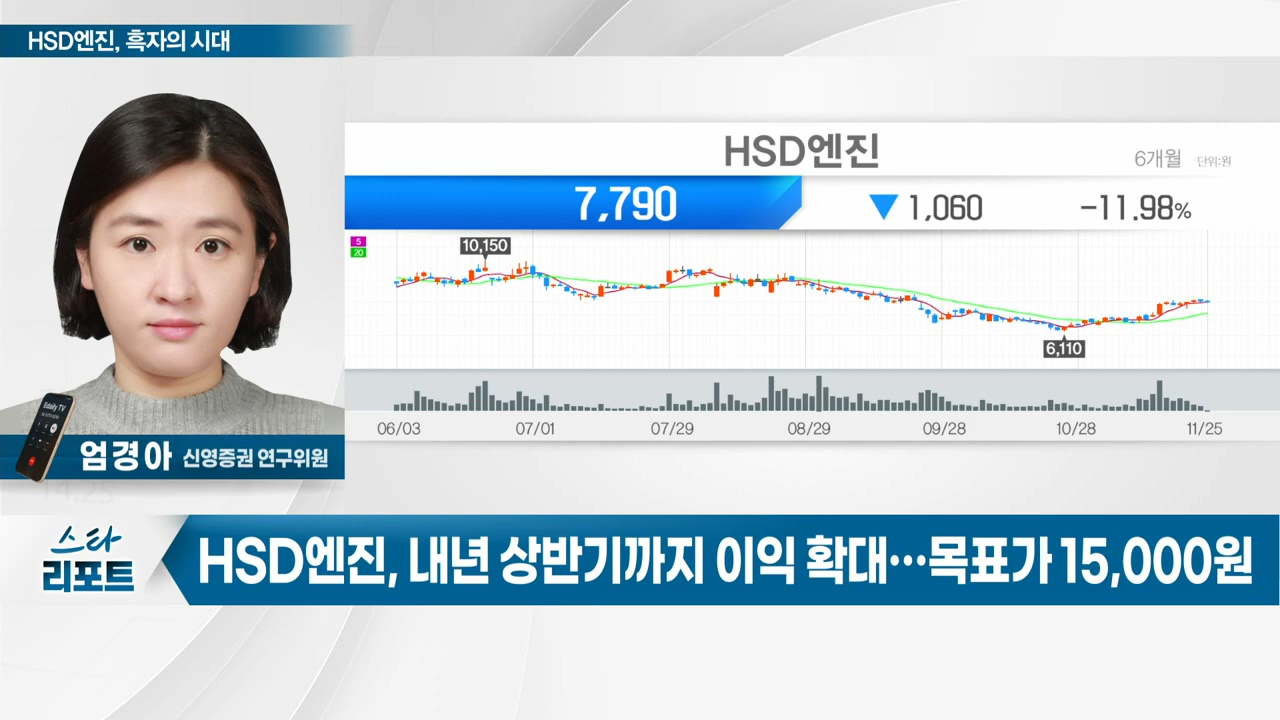 HSD엔진, 흑자의 시대
HSD엔진
6개월 단위:원
7,790 ▼ 1,060 -11.98%
5
20
10,150
6,110
06/03 07/01 07/29 08/29 09/28 10/28 11/25
Edaily TV
엄경아 신영증권 연구위원
14:25
스타
리포트
HSD엔진, 내년 상반기까지 이익 확대…목표가 15,000원